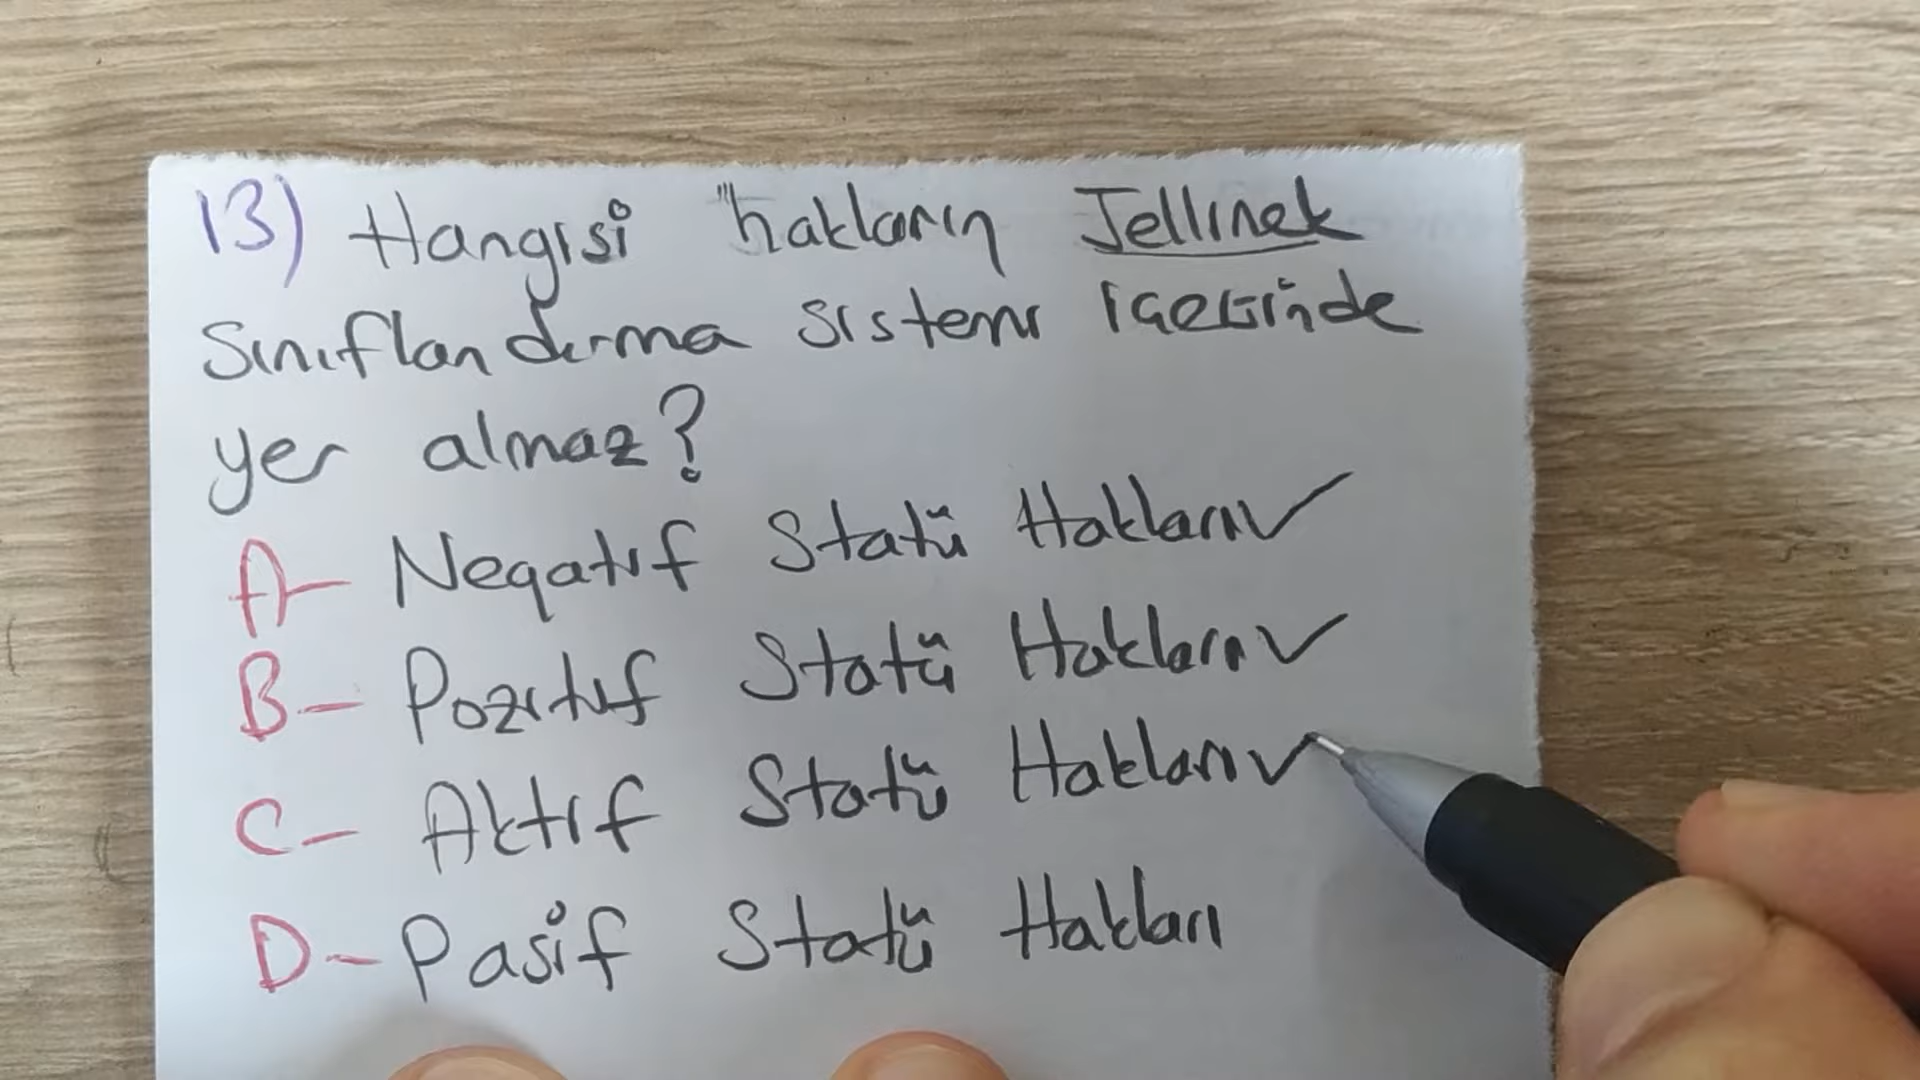 13) Hangisi "hakların Jellinek
Sınıflandırma sistemi içerisinde
yer almaz?
A- Negatif Statü Hakları ✓
B- Pozitif Statü Hakları ✓
C- Aktif Statü Hakları ✓
D- Pasif Statü Hakları